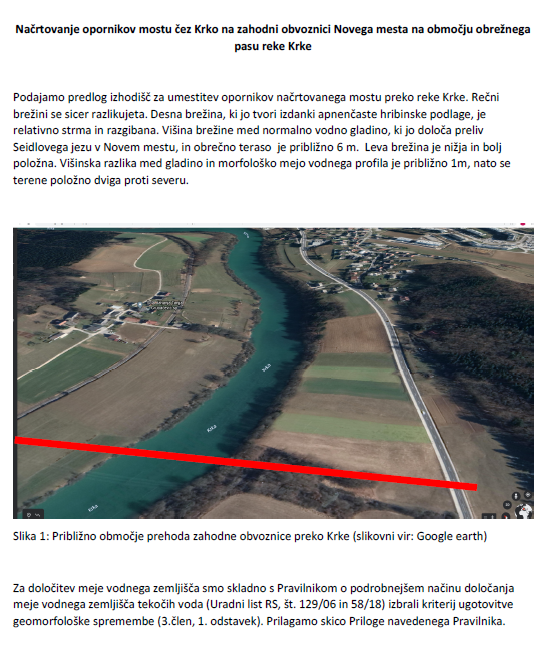 Načrtovanje opornikov mostu čez Krko na zahodni obvoznici Novega mesta na območju obrežnega
pasu reke Krke
Podajamo predlog izhodišč za umestitev opornikov načrtovanega mostu preko reke Krke. Rečni
brežini se sicer razlikujeta. Desna brežina, ki jo tvori izdanki apnenčaste hribinske podlage, je
relativno strma in razgibana. Višina brežine med normalno vodno gladino, ki jo določa preliv
Seidlovega jezu v Novem mestu, in obrečno teraso je približno 6 m. Leva brežina je nižja in bolj
položna. Višinska razlika med gladino in morfološko mejo vodnega profila je približno 1m, nato se
terene položno dviga proti severu.
Krka
Krka
Krka
Slika 1: Približno območje prehoda zahodne obvoznice preko Krke (slikovni vir: Google earth)
Za določitev meje vodnega zemljišča smo skladno s Pravilnikom o podrobnejšem načinu določanja
meje vodnega zemljišča tekočih voda (Uradni list RS, št. 129/06 in 58/18) izbrali kriterij ugotovitve
geomorfološke spremembe (3.člen, 1. odstavek). Prilagamo skico Priloge navedenega Pravilnika.